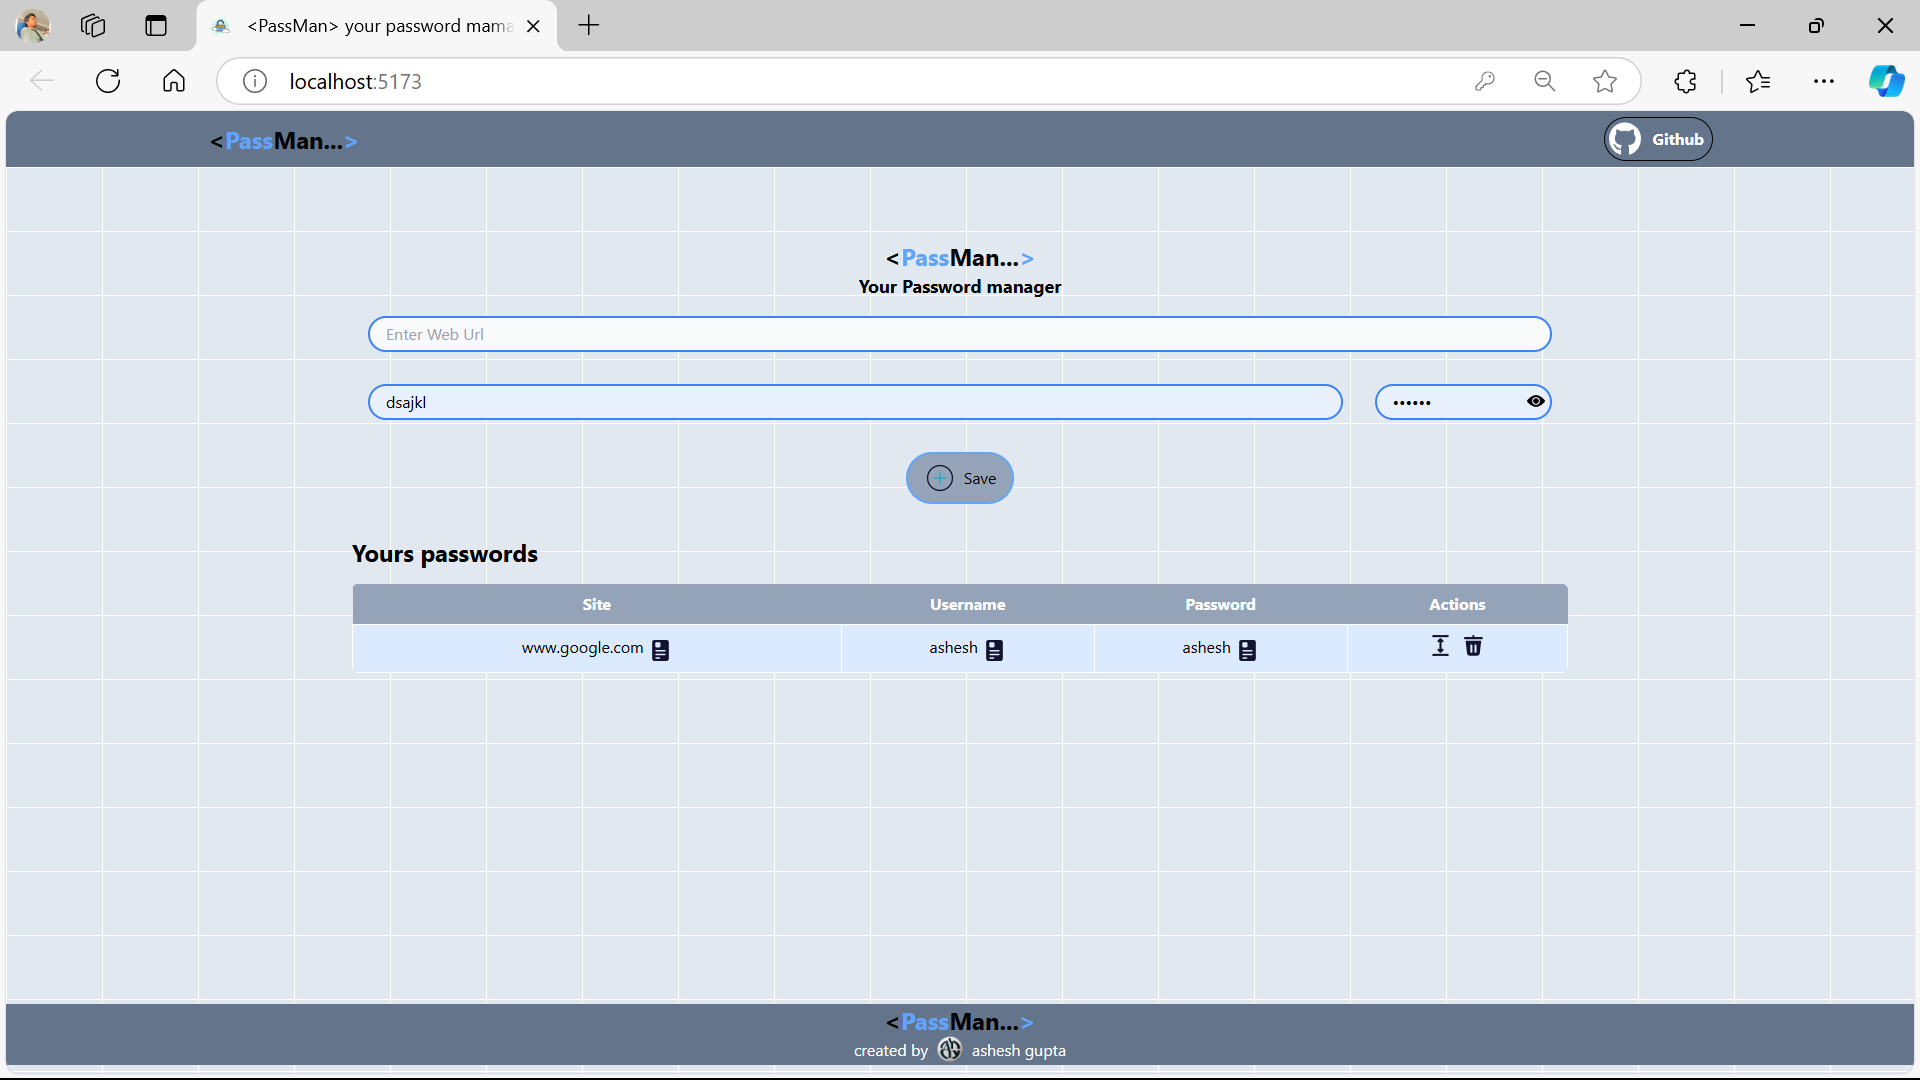 <PassMan> your password mama
localhost:5173
<PassMan...>
Github
<PassMan...>
Your Password manager
Enter Web Url
dsajkl ••••••
Save
Yours passwords
Site Username Password Actions
www.google.com ashesh ashesh
<PassMan...>
created by ashesh gupta